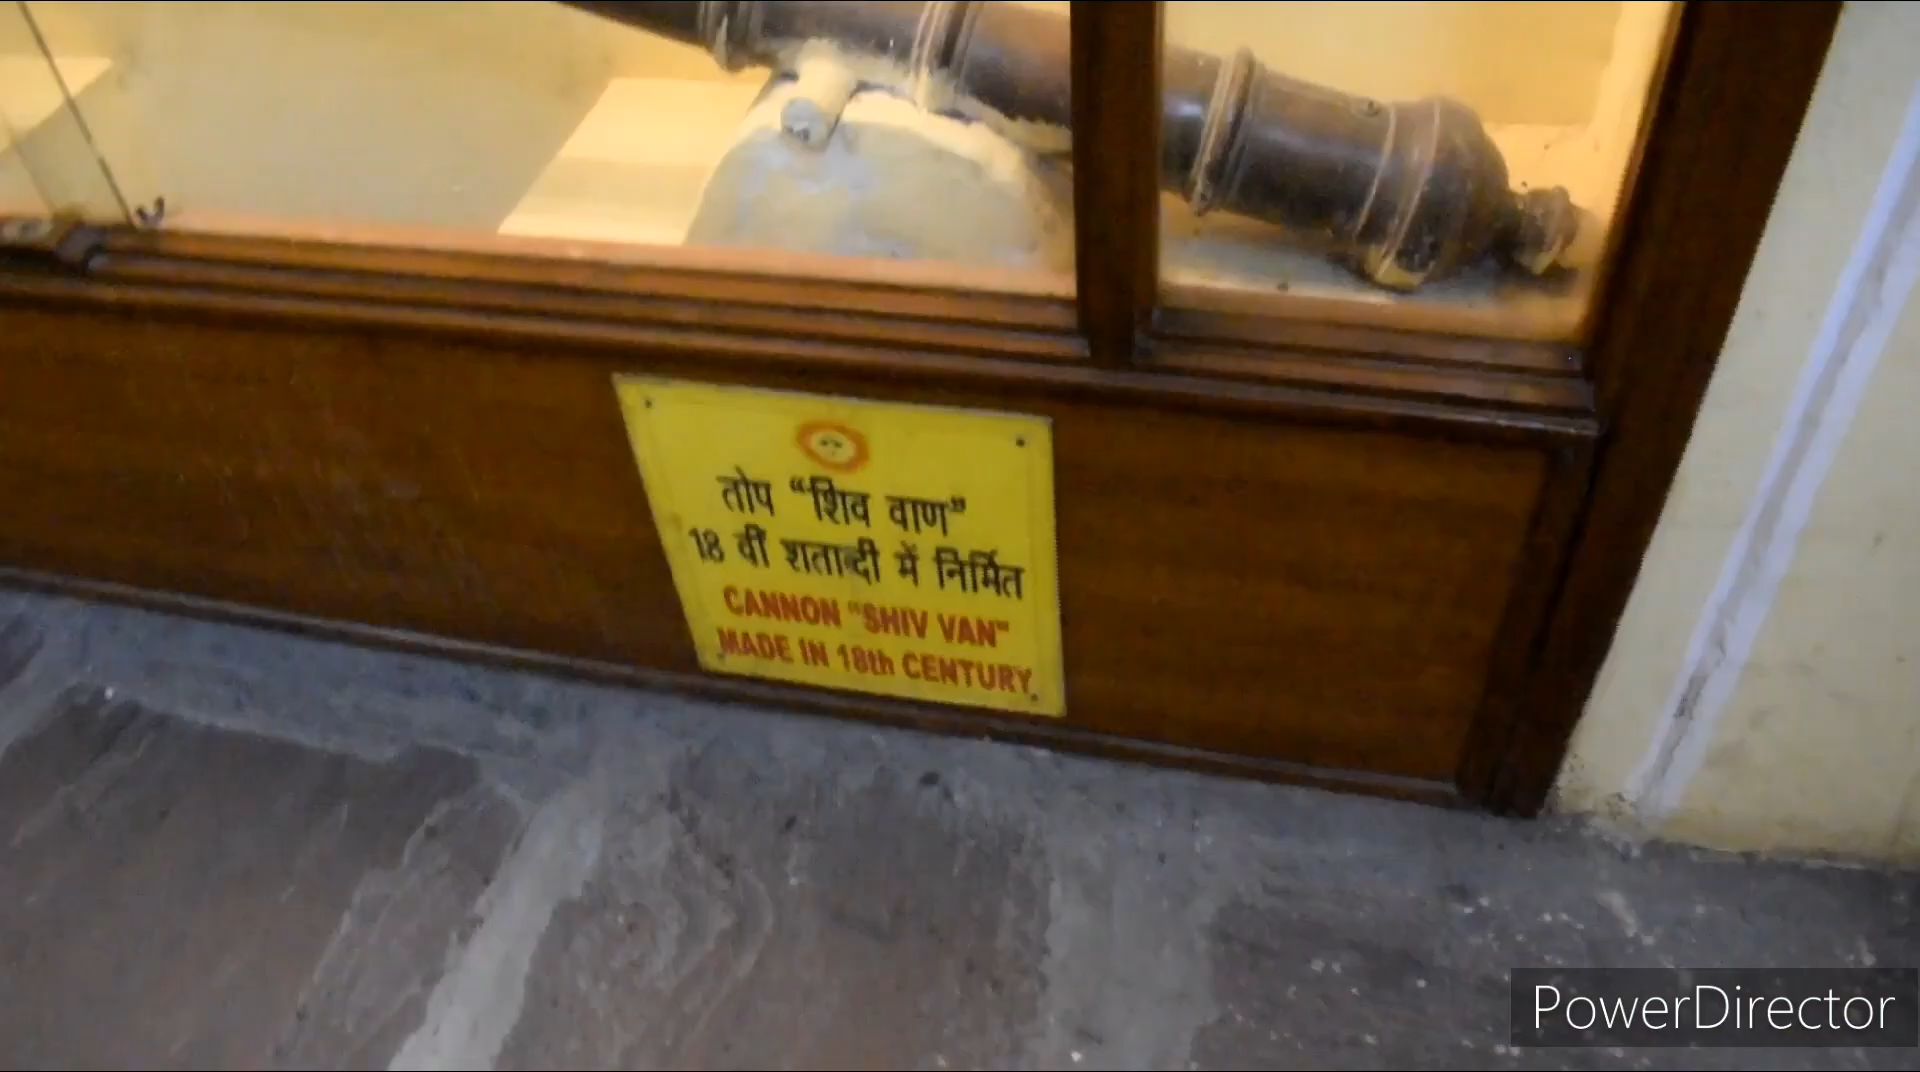 तोप “शिव वाण”
18 वीं शताब्दी में निर्मित
CANNON "SHIV VAN"
MADE IN 18th CENTURY.
PowerDirector